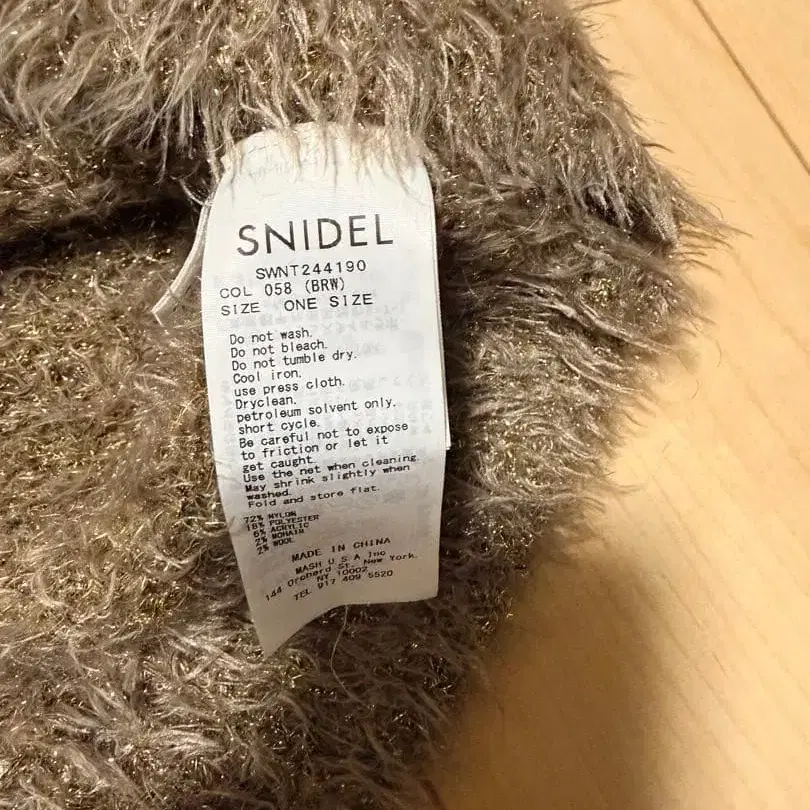 SNIDEL
SWNT244190
COL 058 (BRW)
SIZE ONE SIZE
Do not wash.
Do not bleach.
Do not tumble dry.
Cool iron.
use press cloth.
Dryclean.
petroleum solvent only.
short cycle.
Be careful not to expose
to friction or let it
get caught.
Use the net when cleaning.
May shrink slightly when
washed.
Fold and store flat.
72% NYLON
18% POLYESTER
6% ACRYLIC
2% MOHAIR
2% WOOL
MADE IN CHINA
MASH U S A Inc
144 Orchard St. New York.
NY 10002
TEL 917 409 5520